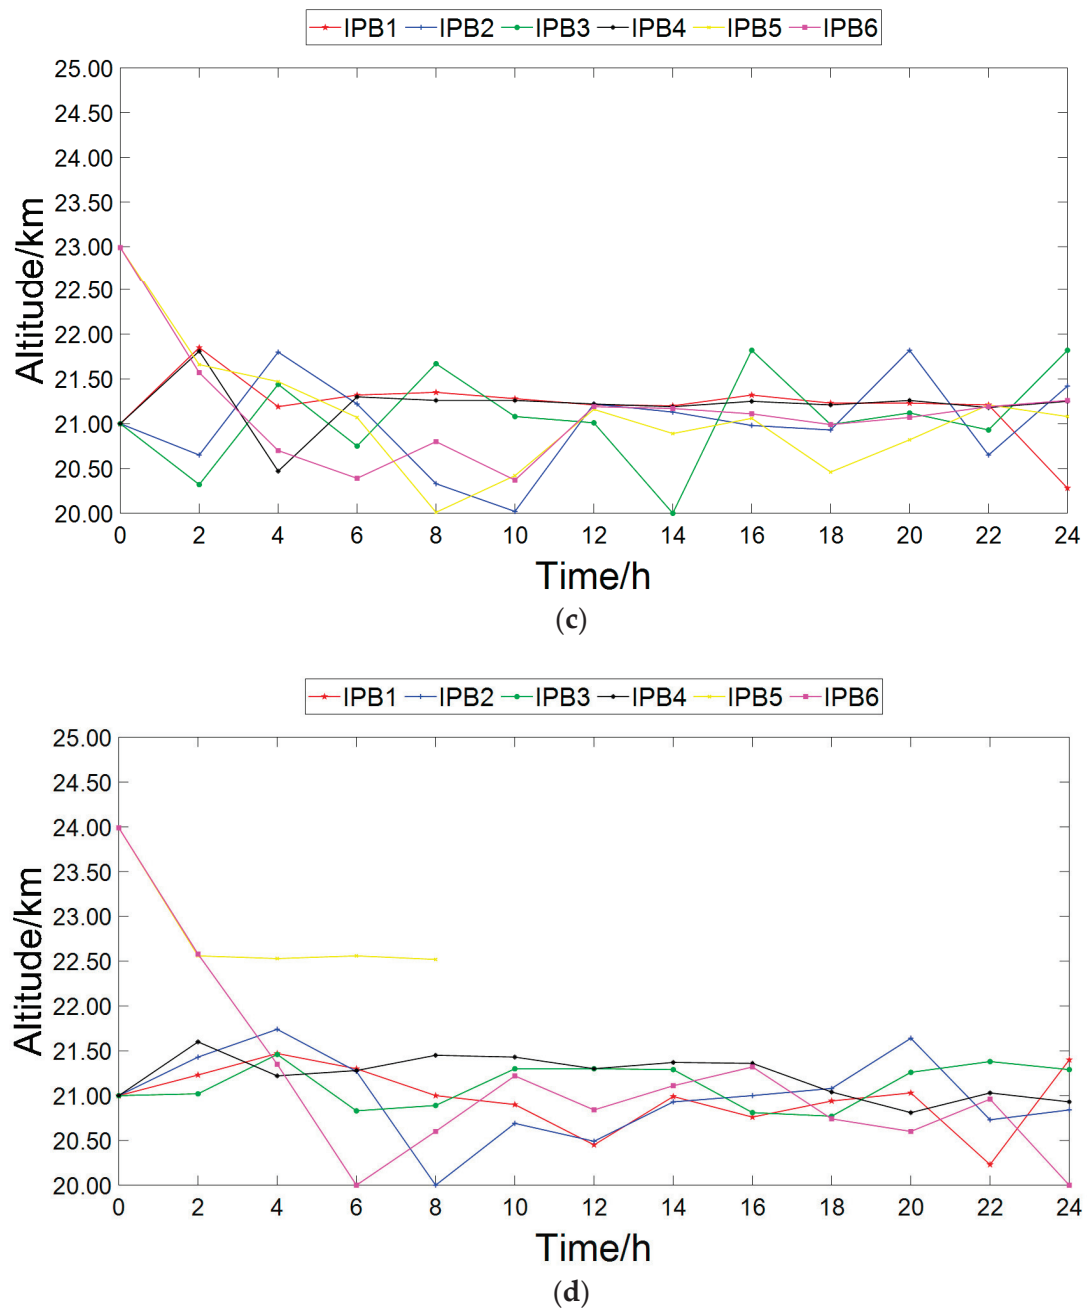 IPB1 IPB2 IPB3 IPB4 IPB5 IPB6
25.00
24.50
24.00
23.50
23.00
22.50
22.00
21.50
21.00
20.50
20.00
Altitude/km
0 2 4 6 8 10 12 14 16 18 20 22 24
Time/h
(c)
IPB1 IPB2 IPB3 IPB4 IPB5 IPB6
25.00
24.50
24.00
23.50
23.00
22.50
22.00
21.50
21.00
20.50
20.00
Altitude/km
0 2 4 6 8 10 12 14 16 18 20 22 24
Time/h
(d)